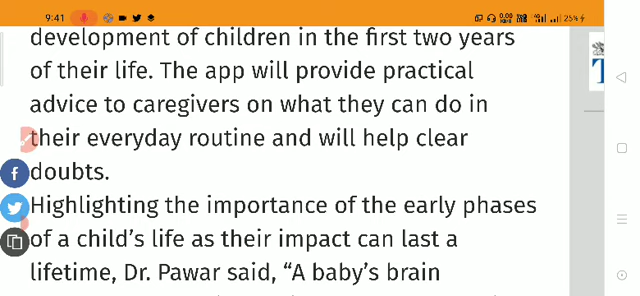 9:41
25%
development of children in the first two years
of their life. The app will provide practical
advice to caregivers on what they can do in
their everyday routine and will help clear
doubts.
Highlighting the importance of the early phases
of a child's life as their impact can last a
lifetime, Dr. Pawar said, “A baby's brain
T